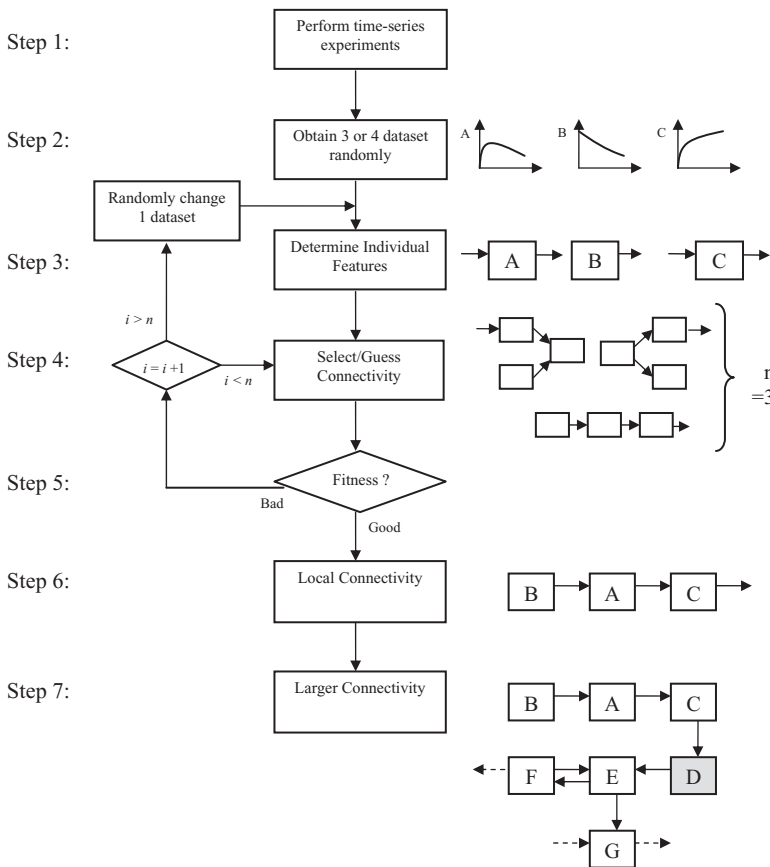 Step 1:
Perform time-series
experiments
Step 2:
Obtain 3 or 4 dataset
randomly
A
B
C
Randomly change
1 dataset
Step 3:
Determine Individual
Features
A
B
C
i > n
Step 4:
i = i +1
i < n
Select/Guess
Connectivity
n
=3
Step 5:
Fitness ?
Bad
Good
Step 6:
Local Connectivity
B
A
C
Step 7:
Larger Connectivity
B
A
C
F
E
D
G